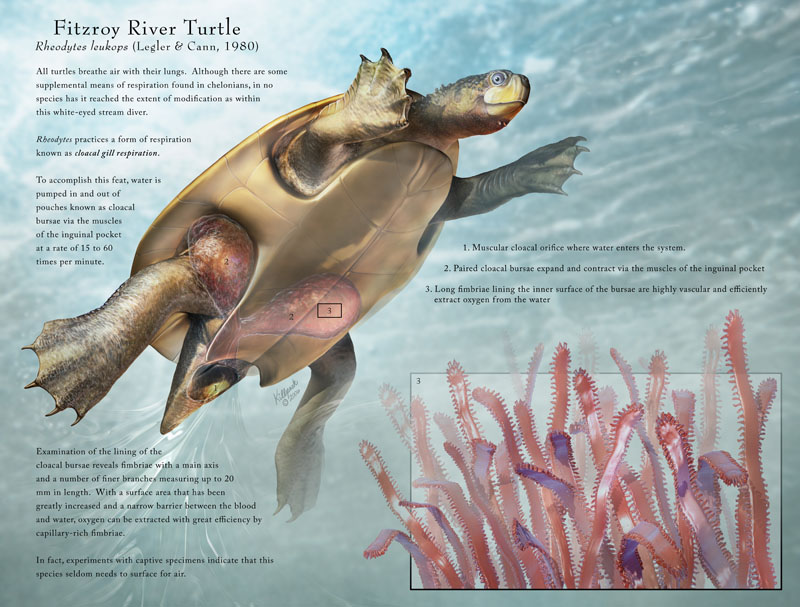 Fitzroy River Turtle
Rheodytes leukops (Legler & Cann, 1980)
All turtles breathe air with their lungs. Although there are some
supplemental means of respiration found in chelonians, in no
species has it reached the extent of modification as within
this white-eyed stream diver.
Rheodytes practices a form of respiration
known as cloacal gill respiration.
To accomplish this feat, water is
pumped in and out of
pouches known as cloacal
bursae via the muscles
of the inguinal pocket
at a rate of 15 to 60
times per minute.
1. Muscular cloacal orifice where water enters the system.
2. Paired cloacal bursae expand and contract via the muscles of the inguinal pocket
3. Long fimbriae lining the inner surface of the bursae are highly vascular and efficiently
extract oxygen from the water
2
3
3
Examination of the lining of the
cloacal bursae reveals fimbriae with a main axis
and a number of finer branches measuring up to 20
mm in length. With a surface area that has been
greatly increased and a narrow barrier between the blood
and water, oxygen can be extracted with great efficiency by
capillary-rich fimbriae.
In fact, experiments with captive specimens indicate that this
species seldom needs to surface for air.